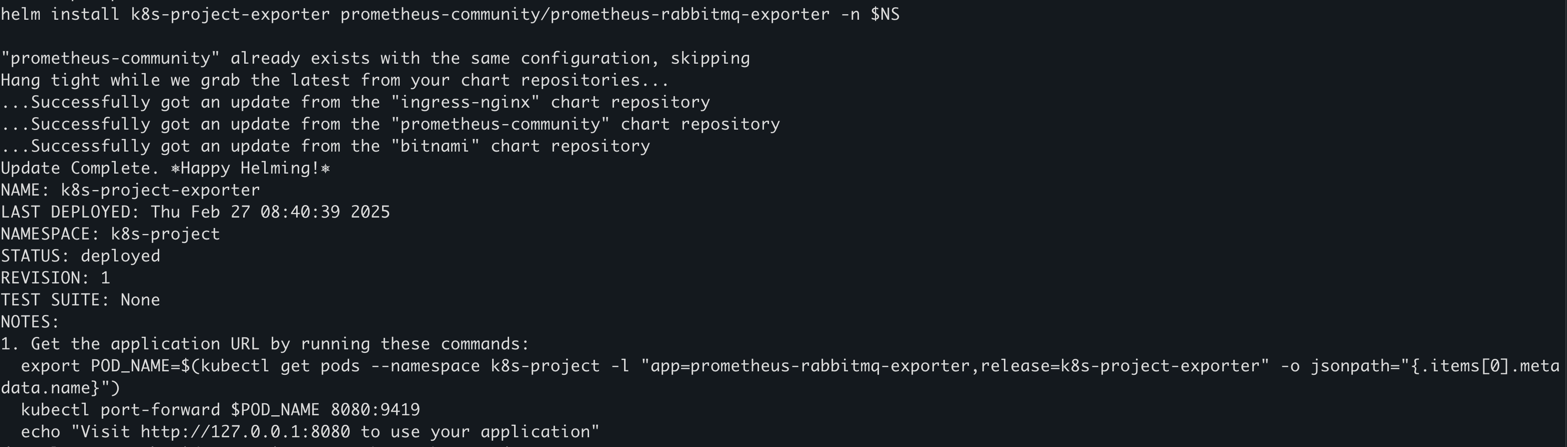 helm install k8s-project-exporter prometheus-community/prometheus-rabbitmq-exporter -n $NS
"prometheus-community" already exists with the same configuration, skipping
Hang tight while we grab the latest from your chart repositories...
...Successfully got an update from the "ingress-nginx" chart repository
...Successfully got an update from the "prometheus-community" chart repository
...Successfully got an update from the "bitnami" chart repository
Update Complete. ⎈Happy Helming!⎈
NAME: k8s-project-exporter
LAST DEPLOYED: Thu Feb 27 08:40:39 2025
NAMESPACE: k8s-project
STATUS: deployed
REVISION: 1
TEST SUITE: None
NOTES:
1. Get the application URL by running these commands:
  export POD_NAME=$(kubectl get pods --namespace k8s-project -l "app=prometheus-rabbitmq-exporter,release=k8s-project-exporter" -o jsonpath="{.items[0].meta
data.name}")
  kubectl port-forward $POD_NAME 8080:9419
  echo "Visit http://127.0.0.1:8080 to use your application"